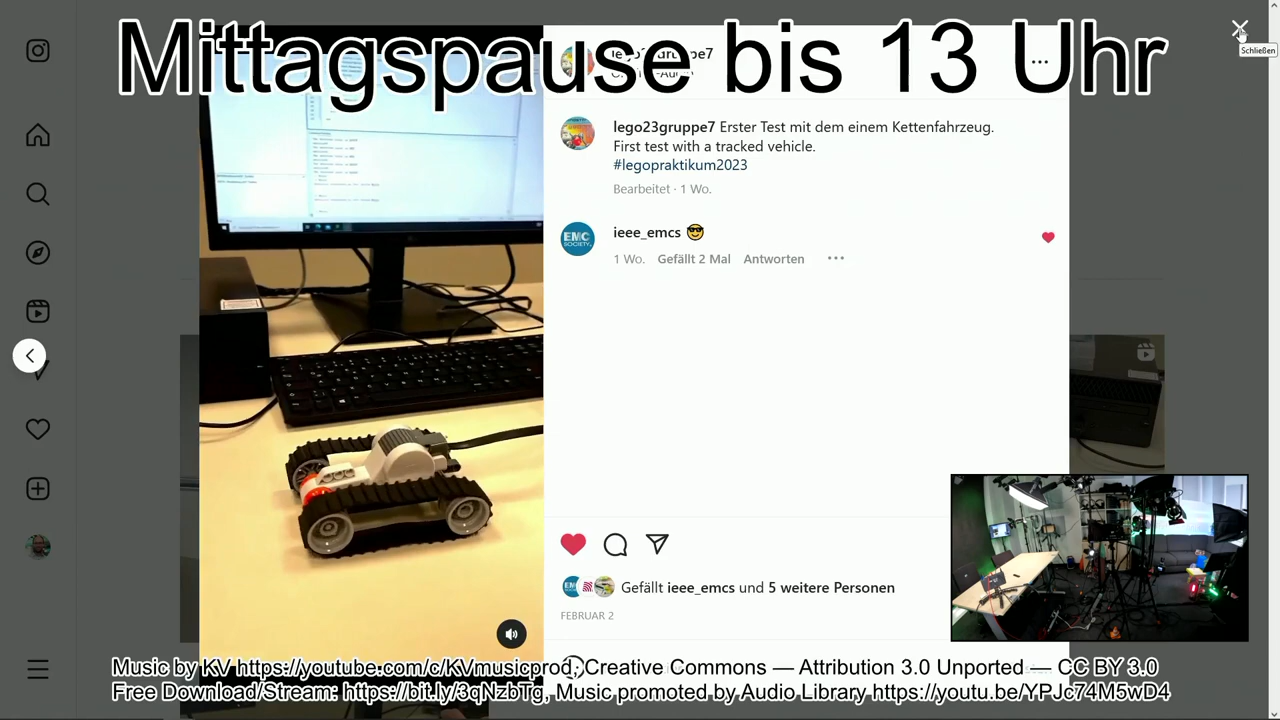 Mittagspause bis 13 Uhr
Schließen
lego23gruppe7
lego23gruppe7 Erster Test mit dem einem Kettenfahrzeug.
First test with a tracked vehicle.
#legopraktikum2023
Bearbeitet · 1 Wo.
EMC
SOCIETY
ieee_emcs 😎
1 Wo. Gefällt 2 Mal Antworten
Gefällt ieee_emcs und 5 weitere Personen
FEBRUAR 2
Music by KV https://youtube.com/c/KVmusicprod; Creative Commons — Attribution 3.0 Unported — CC BY 3.0
Free Download/Stream: https://bit.ly/3qNzbTg, Music promoted by Audio Library https://youtu.be/YPJc74M5wD4